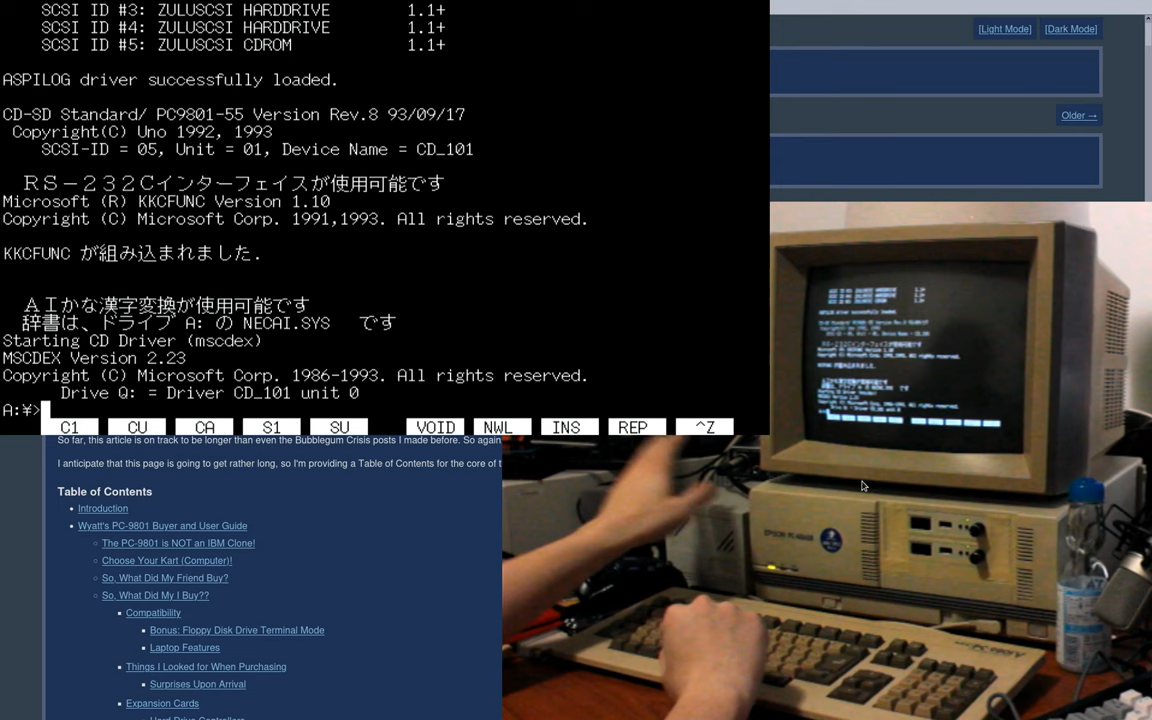 SCSI ID #3: ZULUSCSI HARDDRIVE 1.1+
SCSI ID #4: ZULUSCSI HARDDRIVE 1.1+
SCSI ID #5: ZULUSCSI CDROM 1.1+
ASPILOG driver successfully loaded.
CD-SD Standard/ PC9801-55 Version Rev.8 93/09/17
Copyright(C) Uno 1992, 1993
SCSI-ID = 05, Unit = 01, Device Name = CD_101
RS-232Cインターフェイスが使用可能です
Microsoft (R) KKCFUNC Version 1.10
Copyright (C) Microsoft Corp. 1991,1993. All rights reserved.
KKCFUNC が組み込まれました.
AIかな漢字変換が使用可能です
辞書は、ドライブ A: の NECAI.SYS です
Starting CD Driver (mscdex)
MSCDEX Version 2.23
Copyright (C) Microsoft Corp. 1986-1993. All rights reserved.
Drive Q: = Driver CD_101 unit 0
A:¥>
C1 CU CA S1 SU VOID NWL INS REP ^Z
[Light Mode] [Dark Mode]
Older →
So far, this article is on track to be longer than even the Bubblegum Crisis posts I made before. So again
I anticipate that this page is going to get rather long, so I'm providing a Table of Contents for the core of t
Table of Contents
Introduction
Wyatt's PC-9801 Buyer and User Guide
The PC-9801 is NOT an IBM Clone!
Choose Your Kart (Computer)!
So, What Did My Friend Buy?
So, What Did My I Buy??
Compatibility
Bonus: Floppy Disk Drive Terminal Mode
Laptop Features
Things I Looked for When Purchasing
Surprises Upon Arrival
Expansion Cards
Hard Drive Controllers